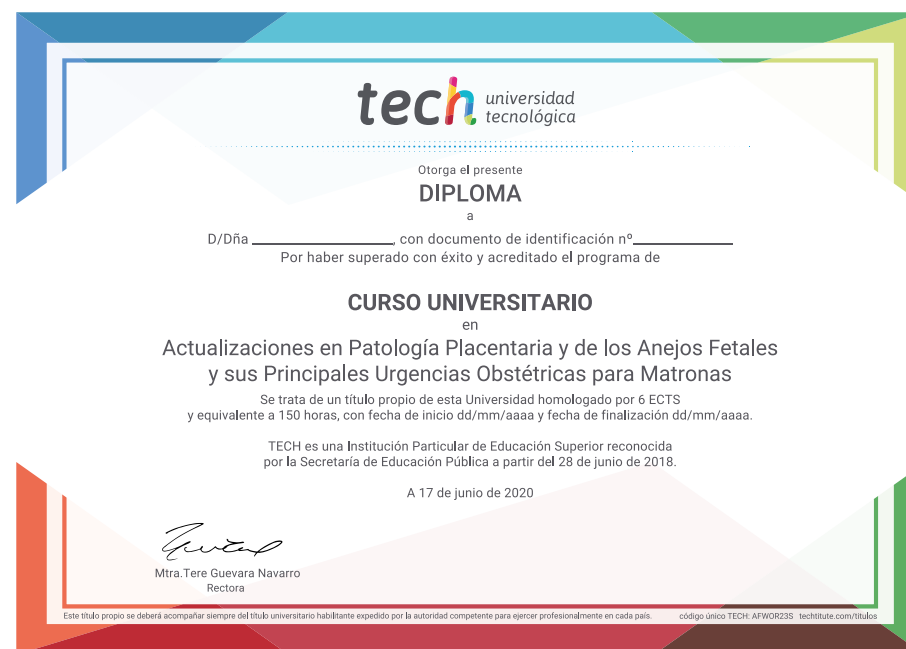 tech universidad
tecnológica
Otorga el presente
DIPLOMA
a
D/Dña ________________, con documento de identificación nº____________
Por haber superado con éxito y acreditado el programa de
CURSO UNIVERSITARIO
en
Actualizaciones en Patología Placentaria y de los Anejos Fetales
y sus Principales Urgencias Obstétricas para Matronas
Se trata de un título propio de esta Universidad homologado por 6 ECTS
y equivalente a 150 horas, con fecha de inicio dd/mm/aaaa y fecha de finalización dd/mm/aaaa.
TECH es una Institución Particular de Educación Superior reconocida
por la Secretaría de Educación Pública a partir del 28 de junio de 2018.
A 17 de junio de 2020
Mtra.Tere Guevara Navarro
Rectora
Este título propio se deberá acompañar siempre del título universitario habilitante expedido por la autoridad competente para ejercer profesionalmente en cada país. código único TECH: AFWOR23S techtitute.com/titulos